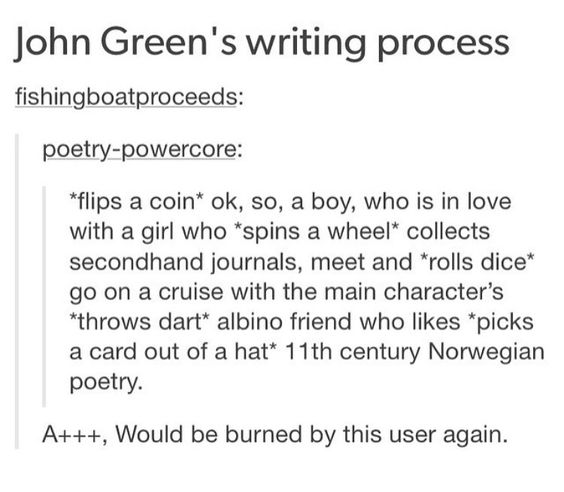 John Green's writing process
fishingboatproceeds:
poetry-powercore:
*flips a coin* ok, so, a boy, who is in love
with a girl who *spins a wheel* collects
secondhand journals, meet and *rolls dice*
go on a cruise with the main character’s
*throws dart* albino friend who likes *picks
a card out of a hat* 11th century Norwegian
poetry.
A+++, Would be burned by this user again.